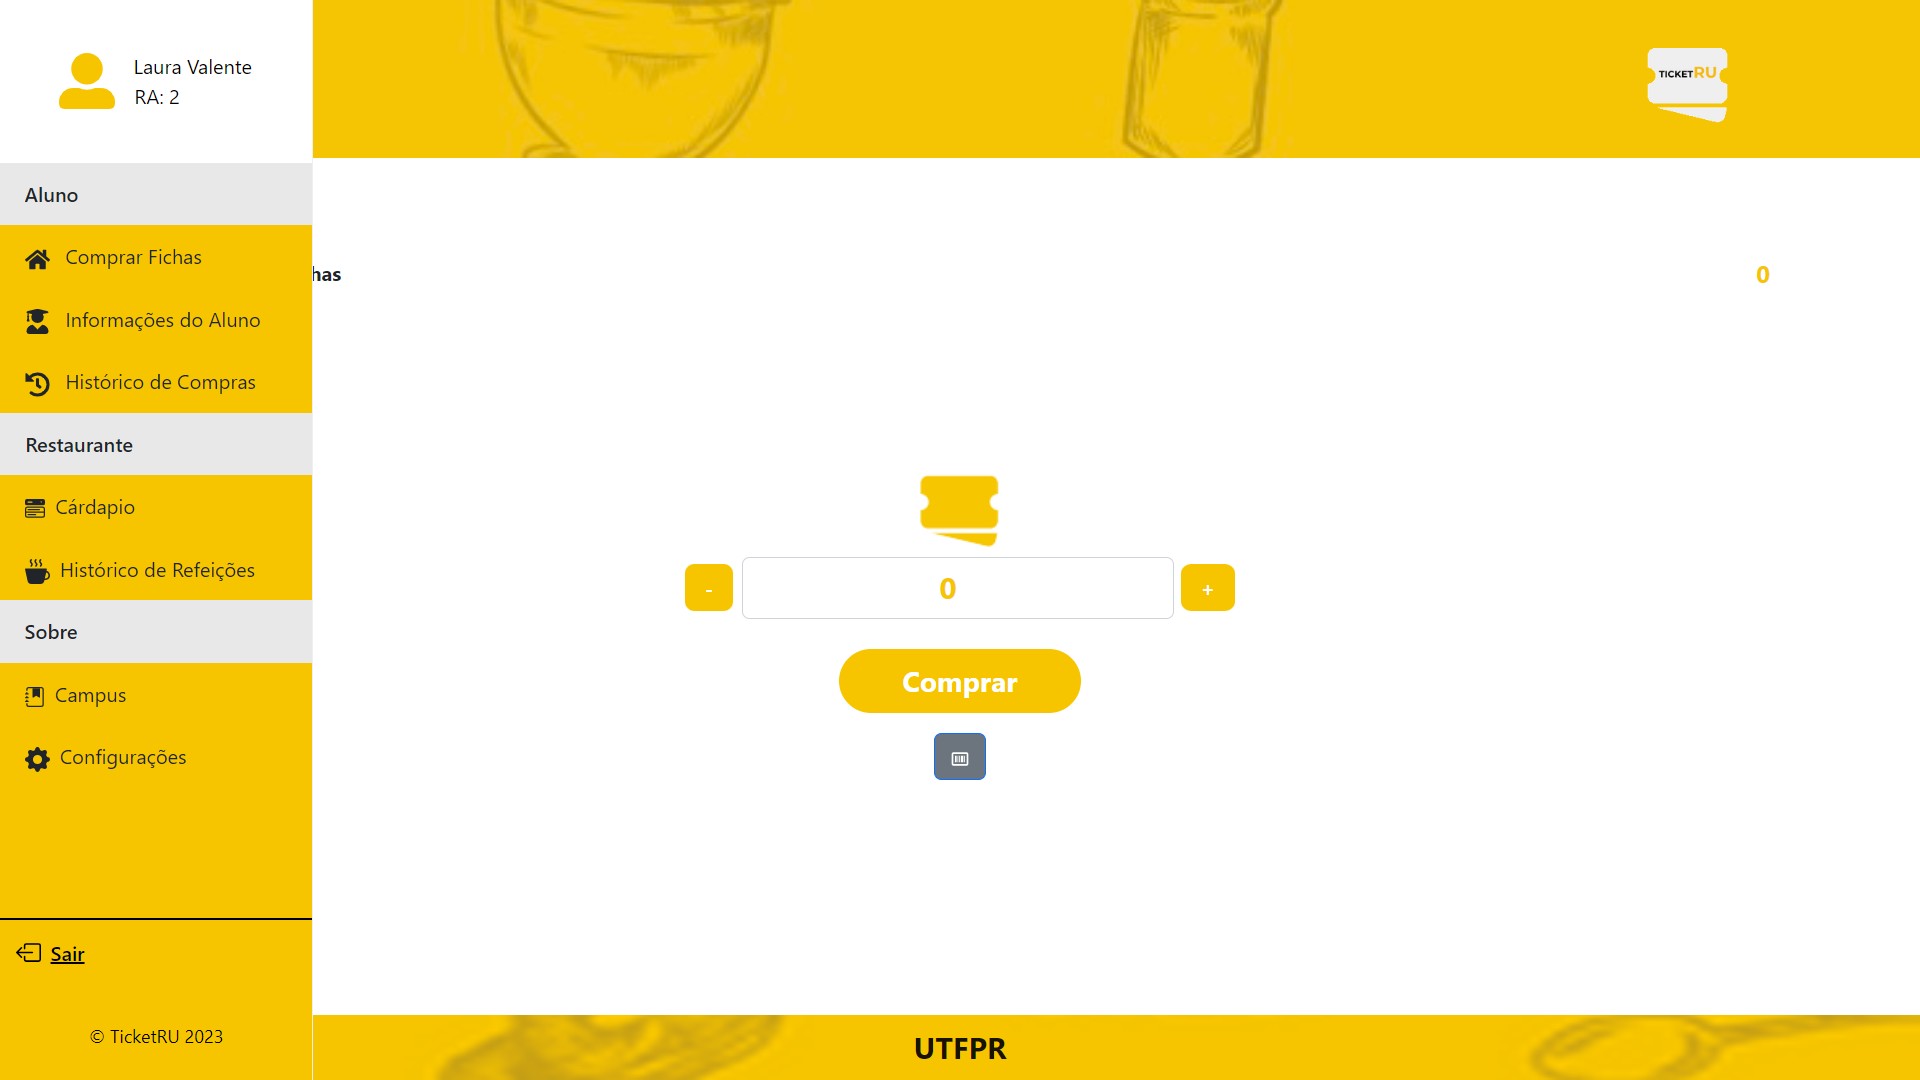 Laura Valente
RA: 2
TICKETRU
Aluno
Comprar Fichas
has
0
Informações do Aluno
Histórico de Compras
Restaurante
Cárdapio
Histórico de Refeições
-
0
+
Sobre
Comprar
Campus
Configurações
Sair
© TicketRU 2023
UTFPR